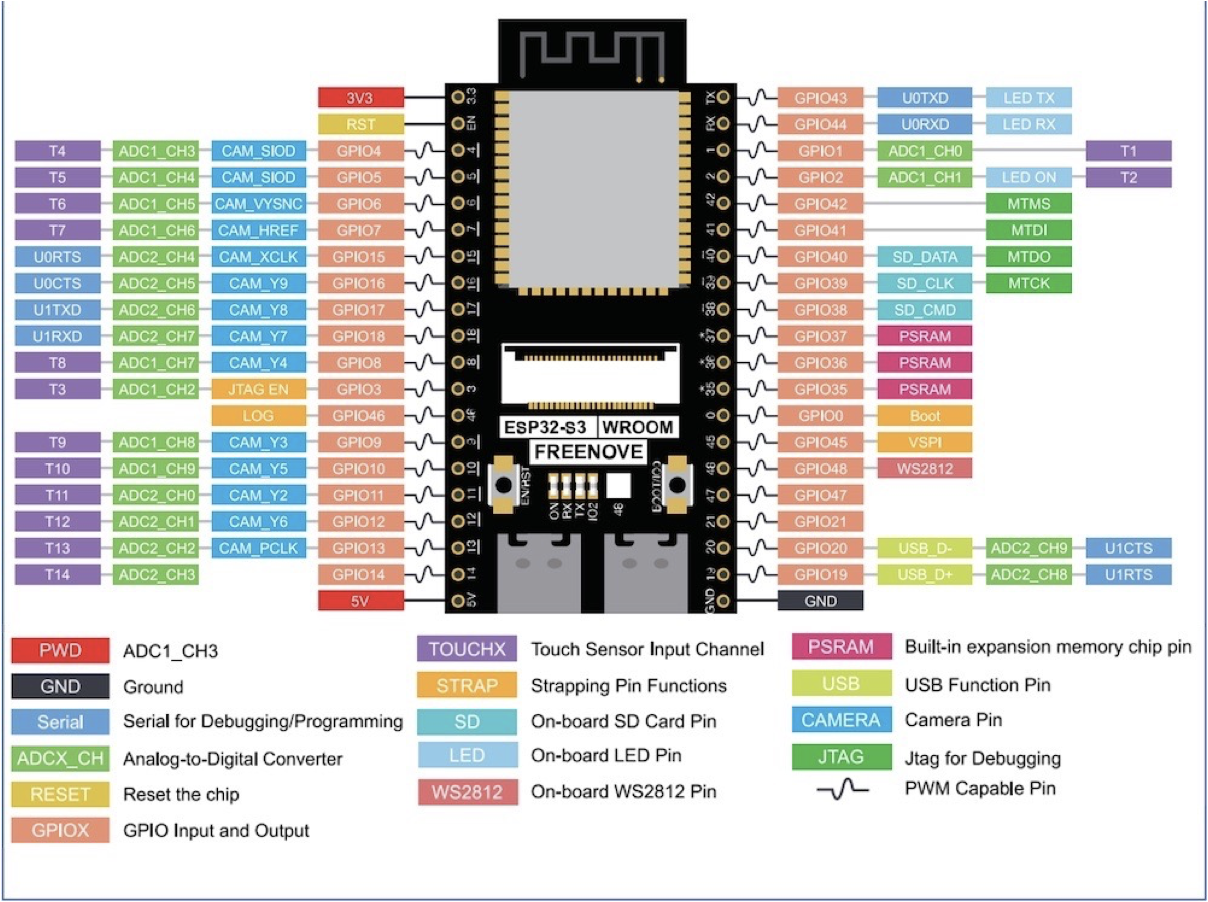 3V3 3.3 TX GPIO43 U0TXD LED TX
RST EN RX GPIO44 U0RXD LED RX
T4 ADC1_CH3 CAM_SIOD GPIO4 4 1 GPIO1 ADC1_CH0 T1
T5 ADC1_CH4 CAM_SIOD GPIO5 5 2 GPIO2 ADC1_CH1 LED ON T2
T6 ADC1_CH5 CAM_VYSNC GPIO6 6 42 GPIO42 MTMS
T7 ADC1_CH6 CAM_HREF GPIO7 7 41 GPIO41 MTDI
U0RTS ADC2_CH4 CAM_XCLK GPIO15 15 40 GPIO40 SD_DATA MTDO
U0CTS ADC2_CH5 CAM_Y9 GPIO16 16 39 GPIO39 SD_CLK MTCK
U1TXD ADC2_CH6 CAM_Y8 GPIO17 17 38 GPIO38 SD_CMD
U1RXD ADC2_CH7 CAM_Y7 GPIO18 18 *37 GPIO37 PSRAM
T8 ADC1_CH7 CAM_Y4 GPIO8 8 *36 GPIO36 PSRAM
T3 ADC1_CH2 JTAG EN GPIO3 3 *35 GPIO35 PSRAM
LOG GPIO46 46 0 GPIO0 Boot
ESP32-S3 WROOM
T9 ADC1_CH8 CAM_Y3 GPIO9 9 45 GPIO45 VSPI
FREENOVE
T10 ADC1_CH9 CAM_Y5 GPIO10 10 48 GPIO48 WS2812
T11 ADC2_CH0 CAM_Y2 GPIO11 11 EN/RST BOOT/IO0 47 GPIO47
ON RX TX IO2 48
T12 ADC2_CH1 CAM_Y6 GPIO12 12 21 GPIO21
T13 ADC2_CH2 CAM_PCLK GPIO13 13 20 GPIO20 USB_D- ADC2_CH9 U1CTS
T14 ADC2_CH3 GPIO14 14 19 GPIO19 USB_D+ ADC2_CH8 U1RTS
5V 5V GND GND
PWD ADC1_CH3
GND Ground
Serial Serial for Debugging/Programming
ADCX_CH Analog-to-Digital Converter
RESET Reset the chip
GPIOX GPIO Input and Output
TOUCHX Touch Sensor Input Channel
STRAP Strapping Pin Functions
SD On-board SD Card Pin
LED On-board LED Pin
WS2812 On-board WS2812 Pin
PSRAM Built-in expansion memory chip pin
USB USB Function Pin
CAMERA Camera Pin
JTAG Jtag for Debugging
PWM Capable Pin